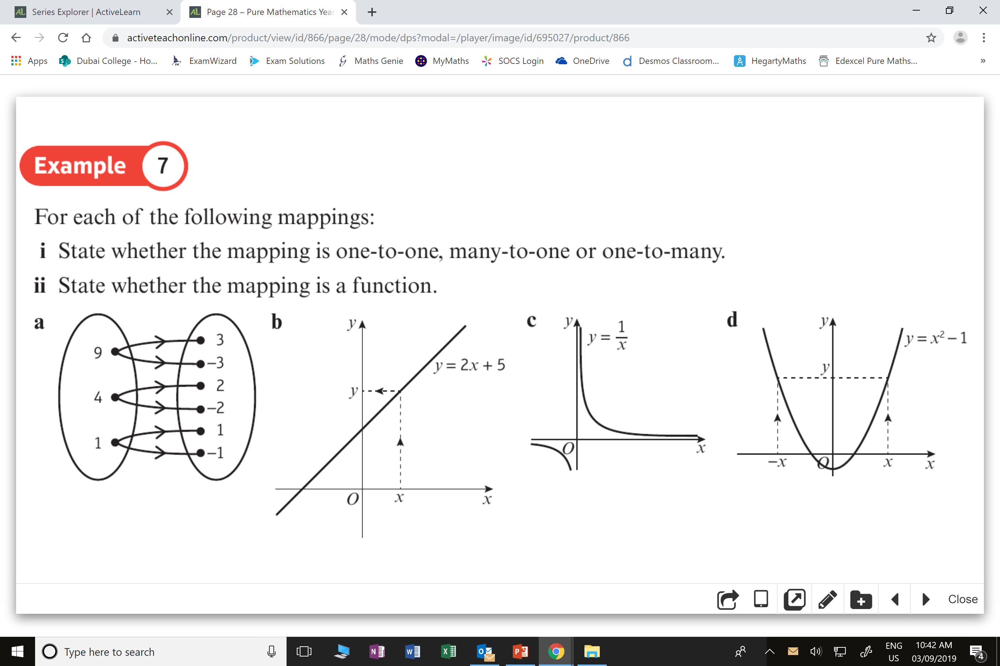 Series Explorer | ActiveLearn
Page 28 – Pure Mathematics Year
activeteachonline.com/product/view/id/866/page/28/mode/dps?modal=/player/image/id/695027/product/866
Apps Dubai College - Ho... ExamWizard Exam Solutions Maths Genie MyMaths SOCS Login OneDrive Desmos Classroom... HegartyMaths Edexcel Pure Maths... »
Example 7
For each of the following mappings:
i State whether the mapping is one-to-one, many-to-one or one-to-many.
ii State whether the mapping is a function.
a
9
4
1
3
−3
2
−2
1
−1
b
y
y = 2x + 5
y
O
x
x
c
y
y = 1/x
O
x
d
y
y = x² − 1
y
−x
O
x
x
Close
Type here to search
ENG
US
10:42 AM
03/09/2019
4